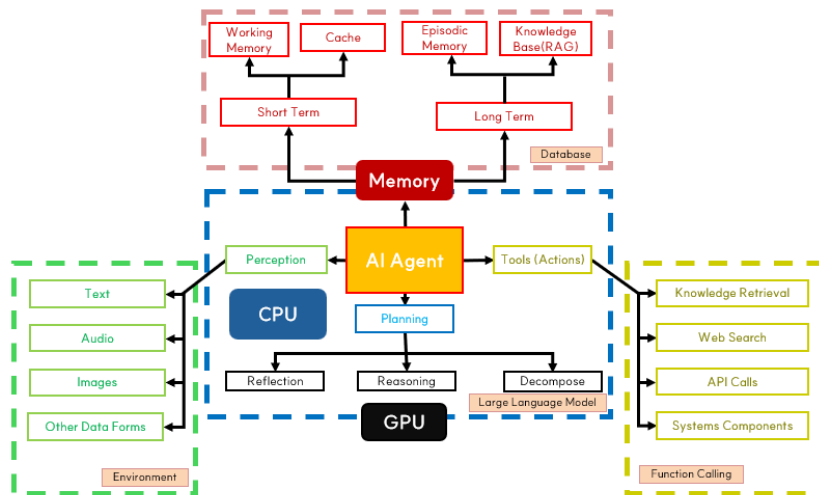 Working
Memory
Cache
Episodic
Memory
Knowledge
Base(RAG)
Short Term
Long Term
Database
Memory
Perception
AI Agent
Tools (Actions)
Text
Audio
Images
Other Data Forms
Environment
CPU
Planning
Reflection
Reasoning
Decompose
Large Language Model
GPU
Knowledge Retrieval
Web Search
API Calls
Systems Components
Function Calling